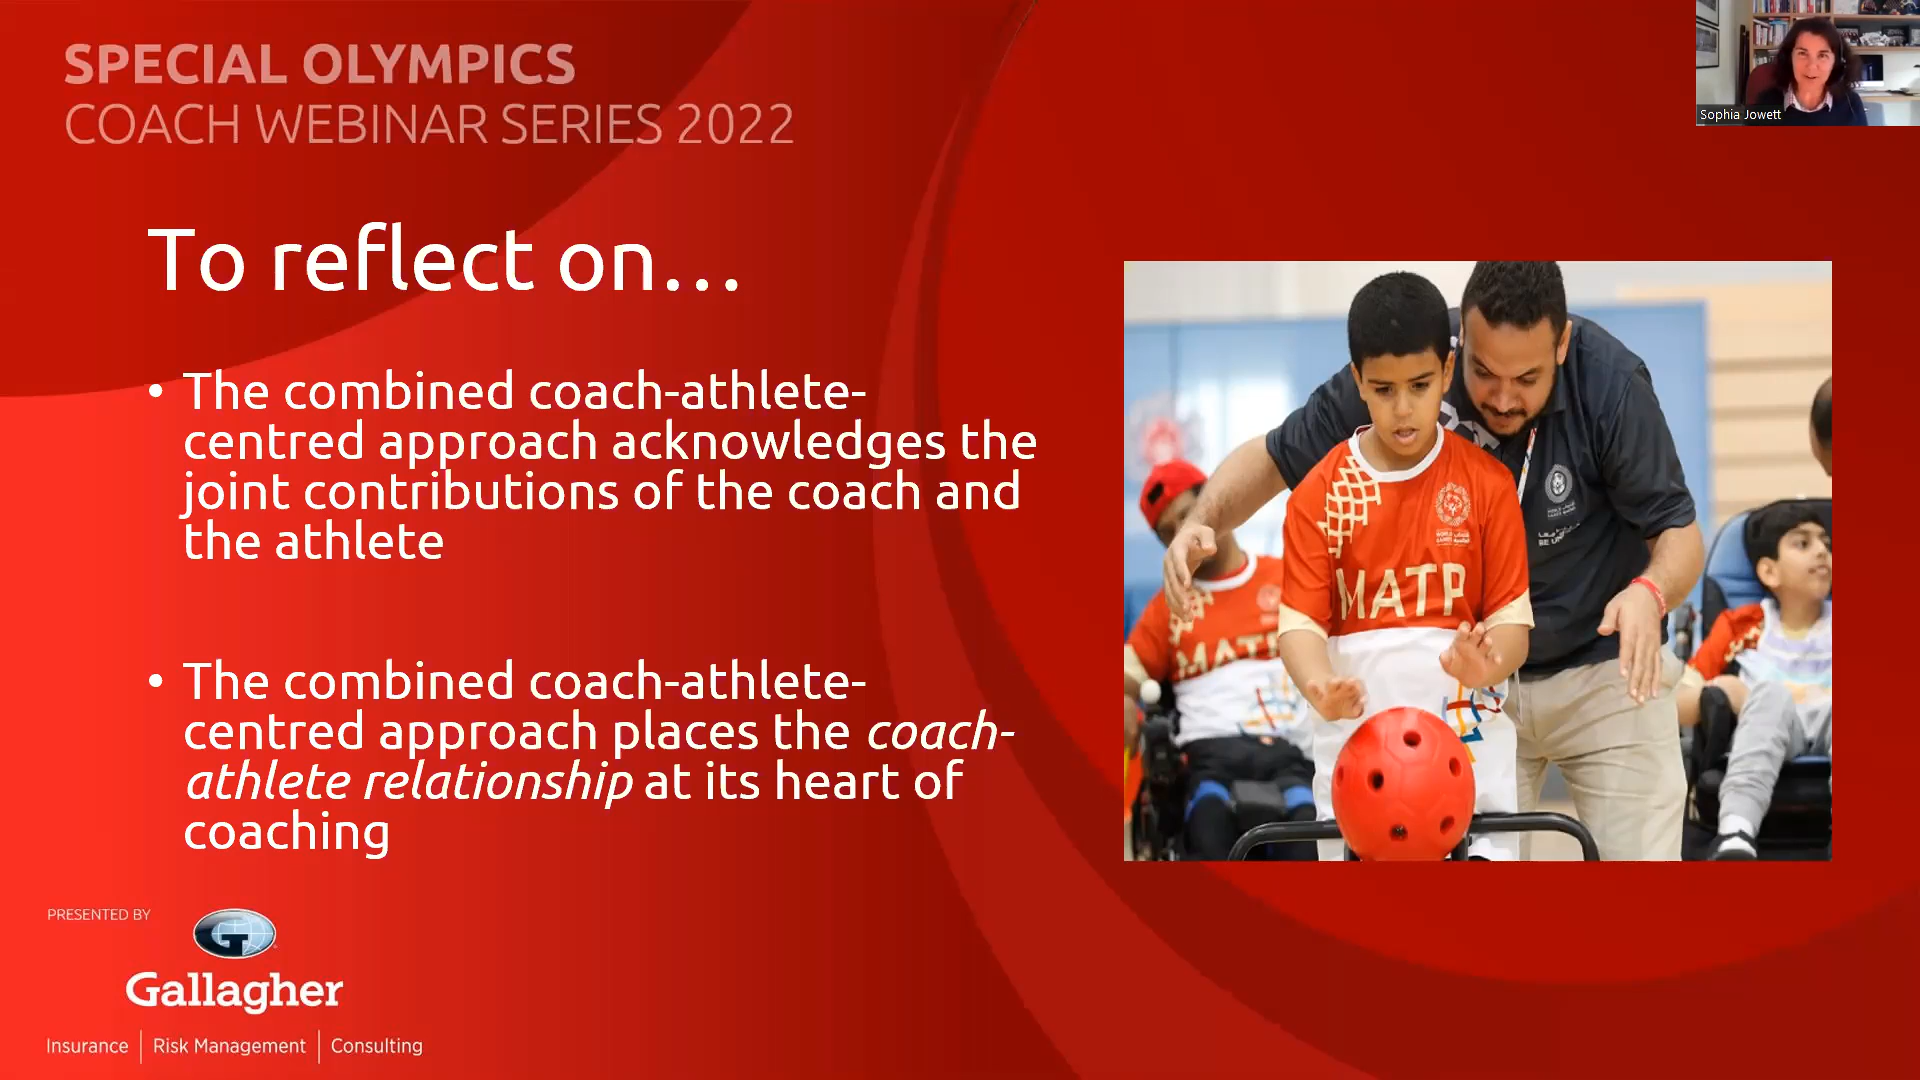 SPECIAL OLYMPICS
COACH WEBINAR SERIES 2022
Sophia Jowett
To reflect on...
• The combined coach-athlete-
centred approach acknowledges the
joint contributions of the coach and
the athlete
• The combined coach-athlete-
centred approach places the coach-
athlete relationship at its heart of
coaching
MATP
MATP
PRESENTED BY
G
Gallagher
Insurance | Risk Management | Consulting